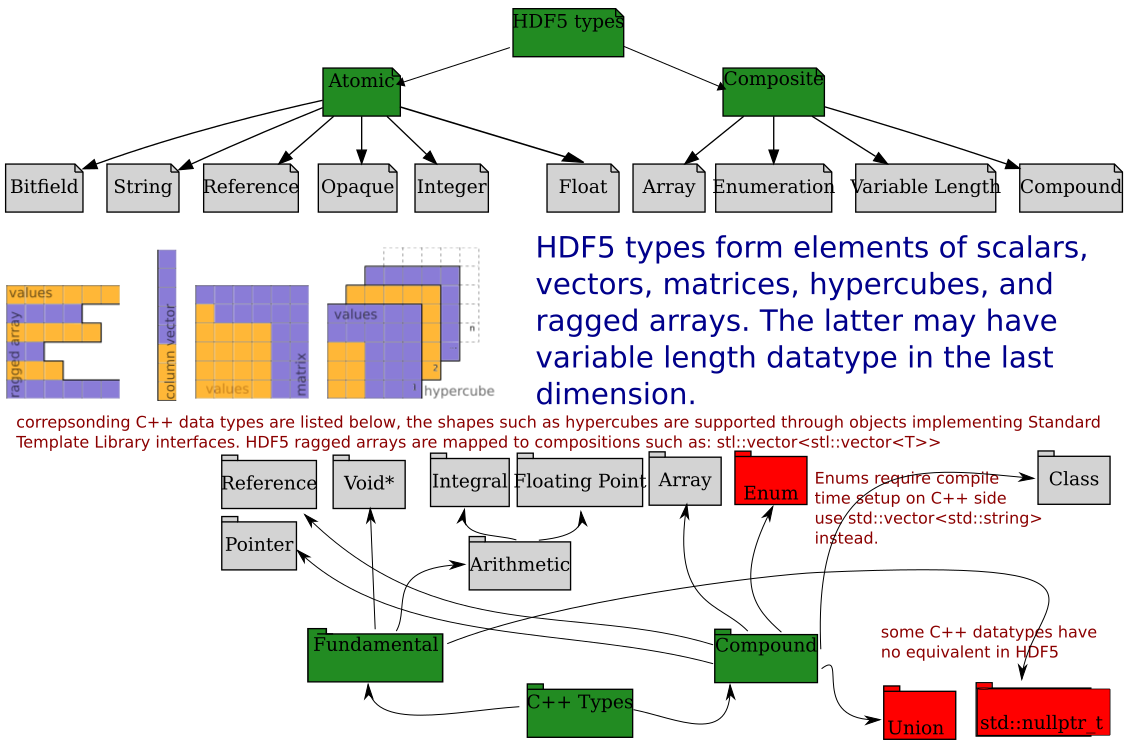 HDF5 types
Atomic
Composite
Bitfield
String
Reference
Opaque
Integer
Float
Array
Enumeration
Variable Length
Compound
HDF5 types form elements of scalars,
vectors, matrices, hypercubes, and
ragged arrays. The latter may have
variable length datatype in the last
dimension.
values
ragged array
column vector
values
matrix
values
n
2
1
hypercube
correpsonding C++ data types are listed below, the shapes such as hypercubes are supported through objects implementing Standard
Template Library interfaces. HDF5 ragged arrays are mapped to compositions such as: stl::vector<stl::vector<T>>
Reference
Void*
Integral
Floating Point
Array
Enum
Enums require compile
time setup on C++ side
use std::vector<std::string>
instead.
Class
Pointer
Arithmetic
Fundamental
Compound
some C++ datatypes have
no equivalent in HDF5
C++ Types
Union
std::nullptr_t